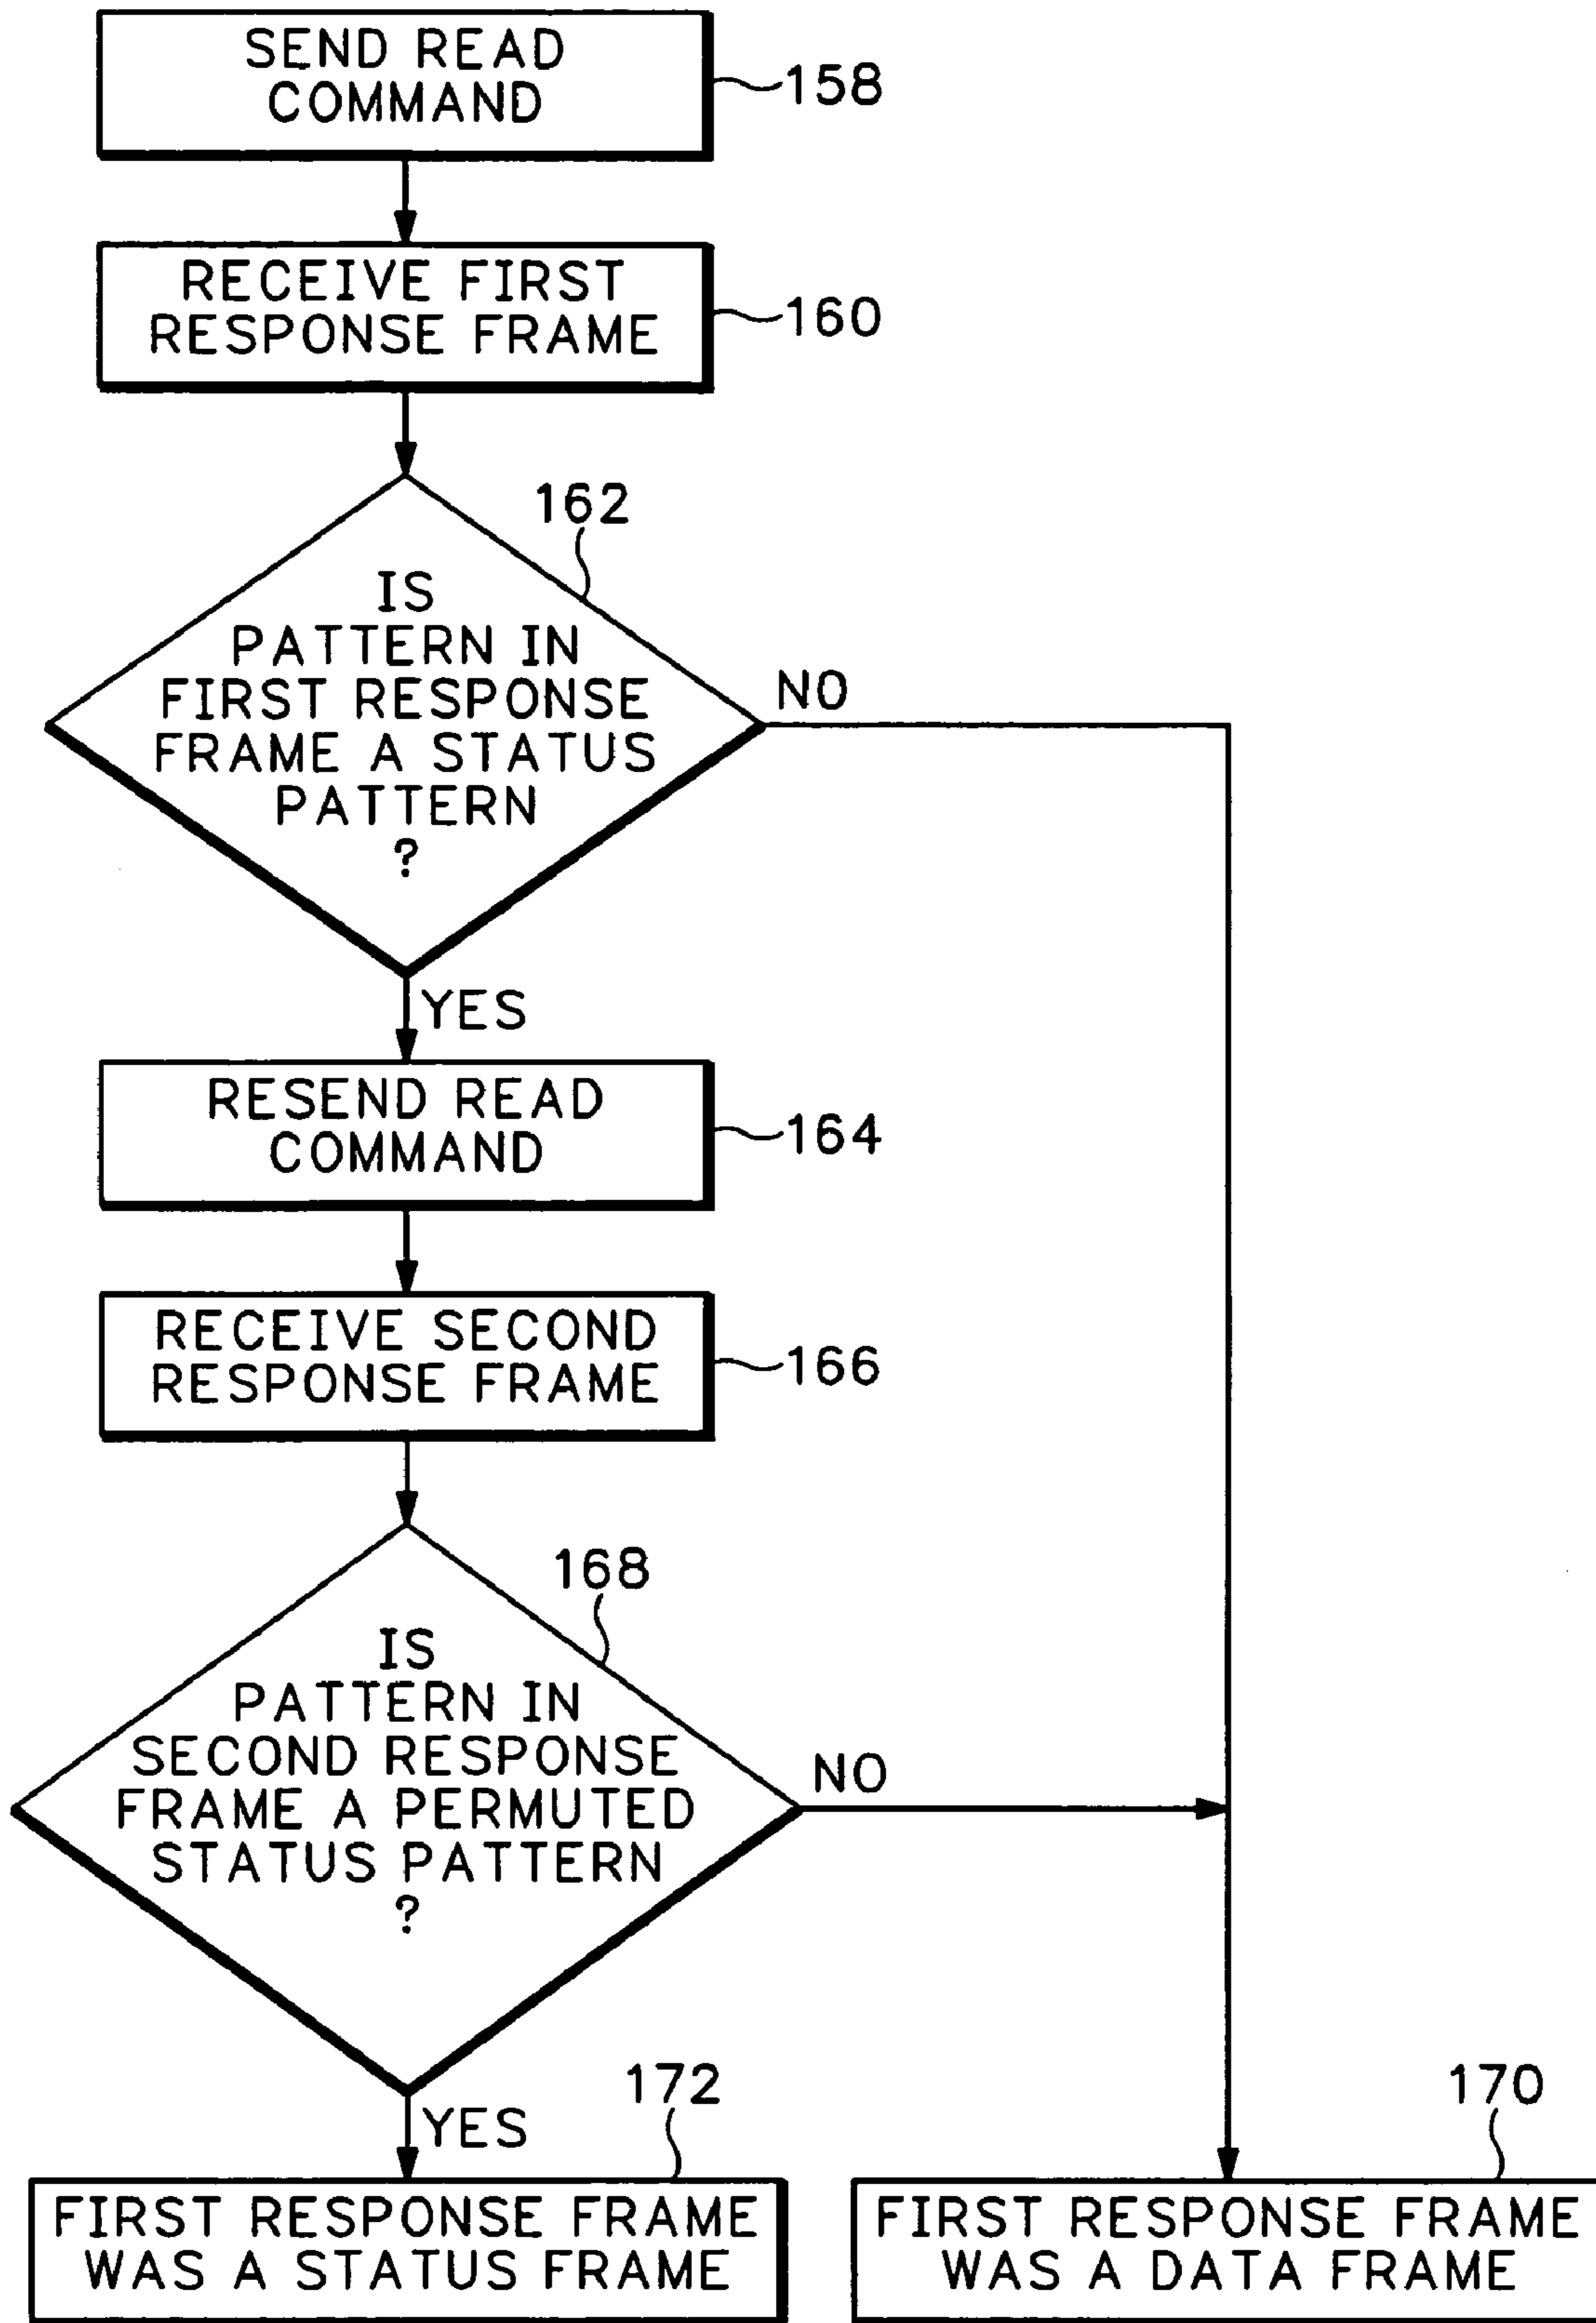 SEND READ
COMMAND
158
RECEIVE FIRST
RESPONSE FRAME
160
162
IS
PATTERN IN
FIRST RESPONSE
FRAME A STATUS
PATTERN
?
NO
YES
RESEND READ
COMMAND
164
RECEIVE SECOND
RESPONSE FRAME
166
168
IS
PATTERN IN
SECOND RESPONSE
FRAME A PERMUTED
STATUS PATTERN
?
NO
YES
172
FIRST RESPONSE FRAME
WAS A STATUS FRAME
170
FIRST RESPONSE FRAME
WAS A DATA FRAME